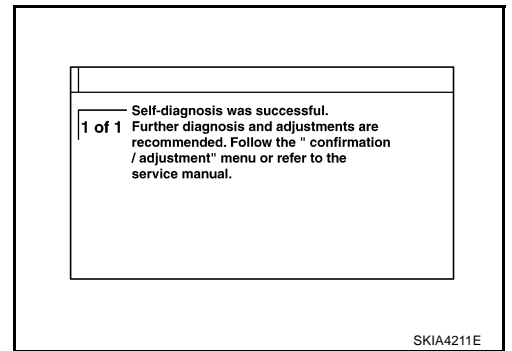 Self-diagnosis was successful.
1 of 1 Further diagnosis and adjustments are
recommended. Follow the " confirmation
/ adjustment" menu or refer to the
service manual.
SKIA4211E